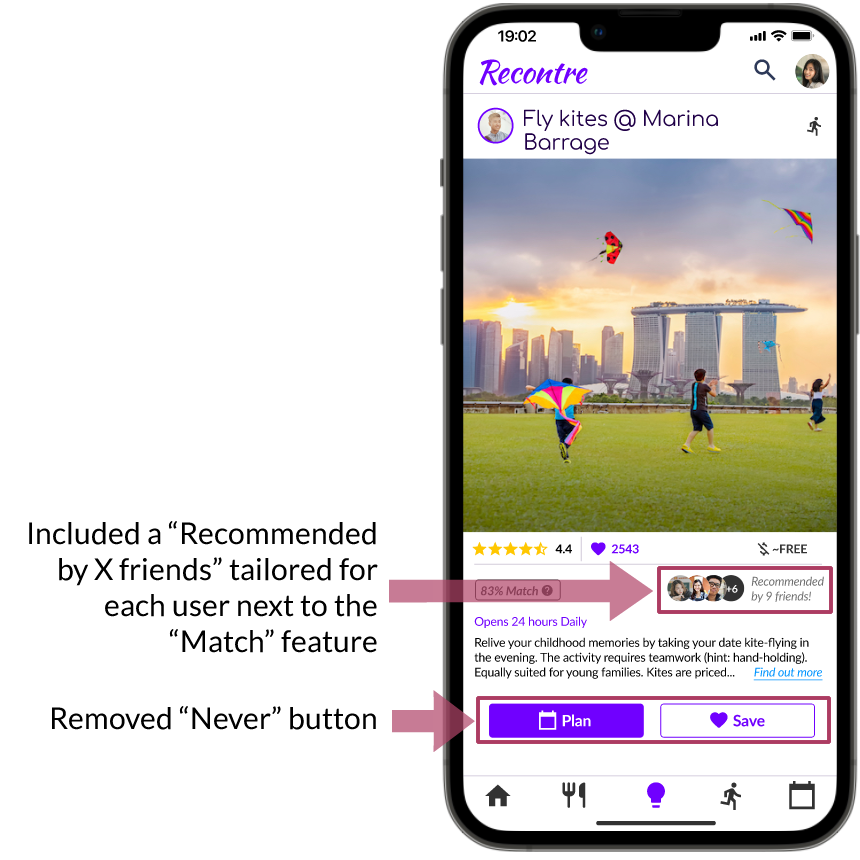 19:02
Recontre
Fly kites @ Marina
Barrage
4.4
2543
~FREE
Included a “Recommended
by X friends” tailored for
each user next to the
“Match” feature
83% Match ?
+6
Recommended
by 9 friends!
Opens 24 hours Daily
Relive your childhood memories by taking your date kite-flying in
the evening. The activity requires teamwork (hint: hand-holding).
Equally suited for young families. Kites are priced... Find out more
Removed “Never” button
Plan
Save